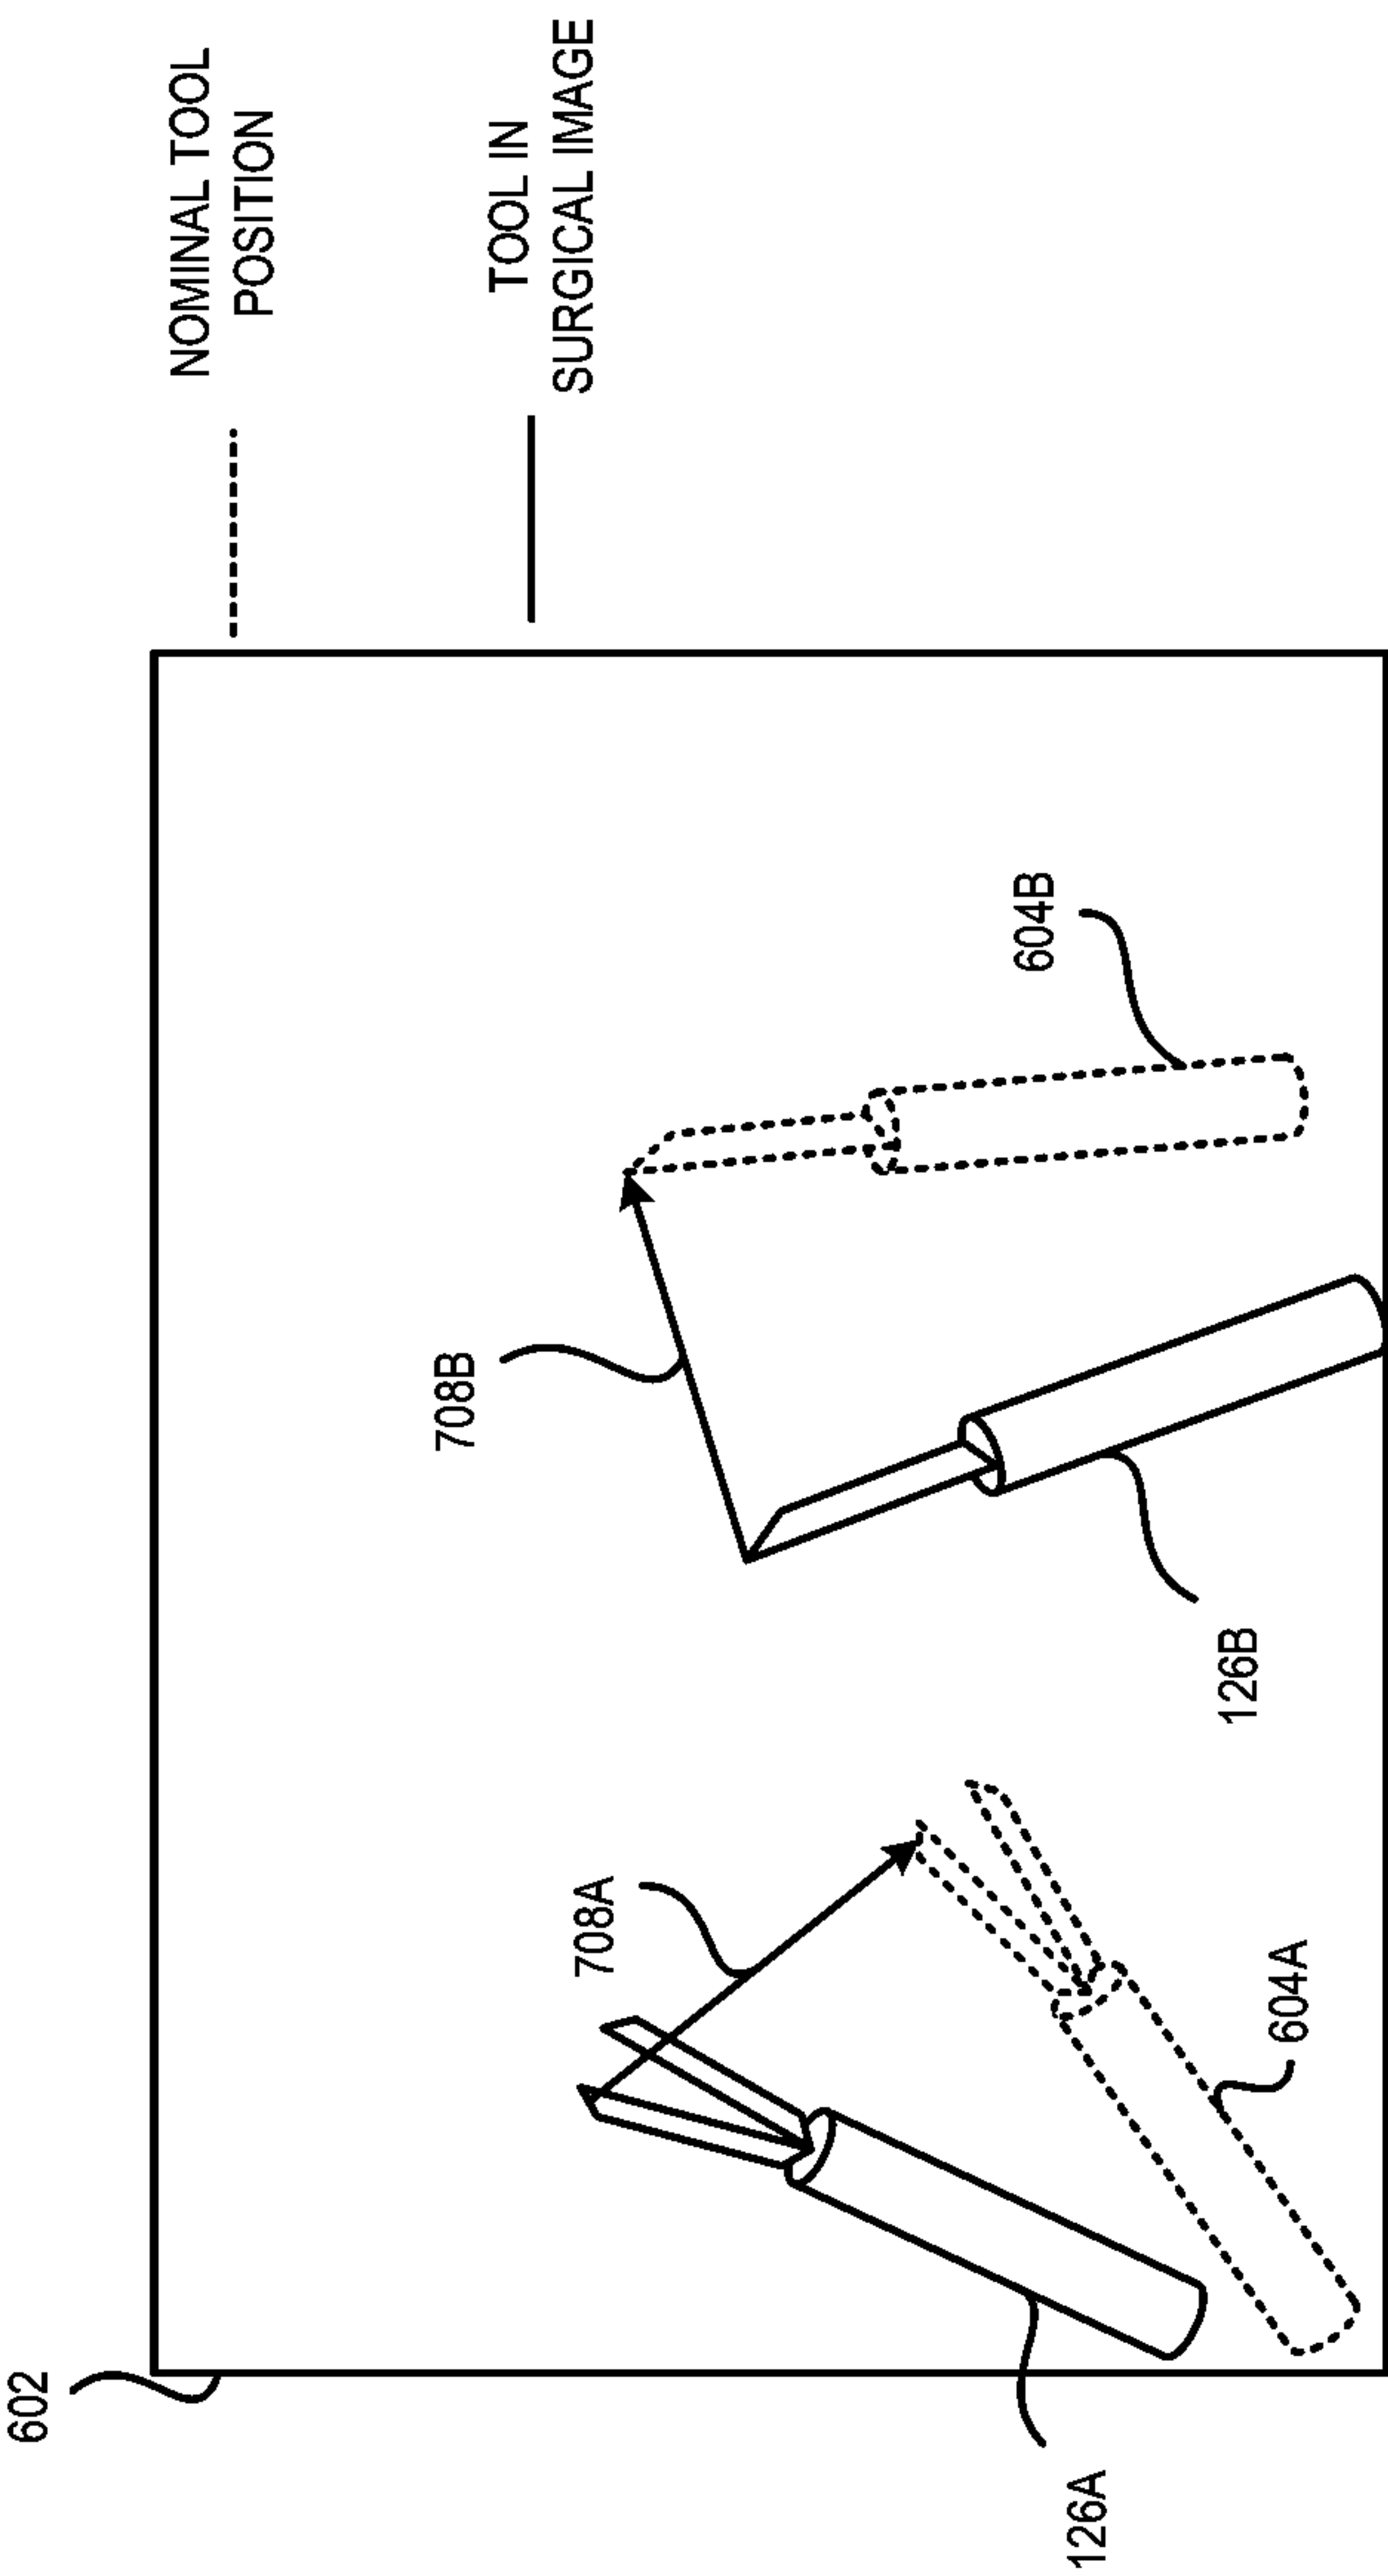 NOMINAL TOOL
POSITION
TOOL IN
SURGICAL IMAGE
602
708B
604B
708A
126B
604A
126A